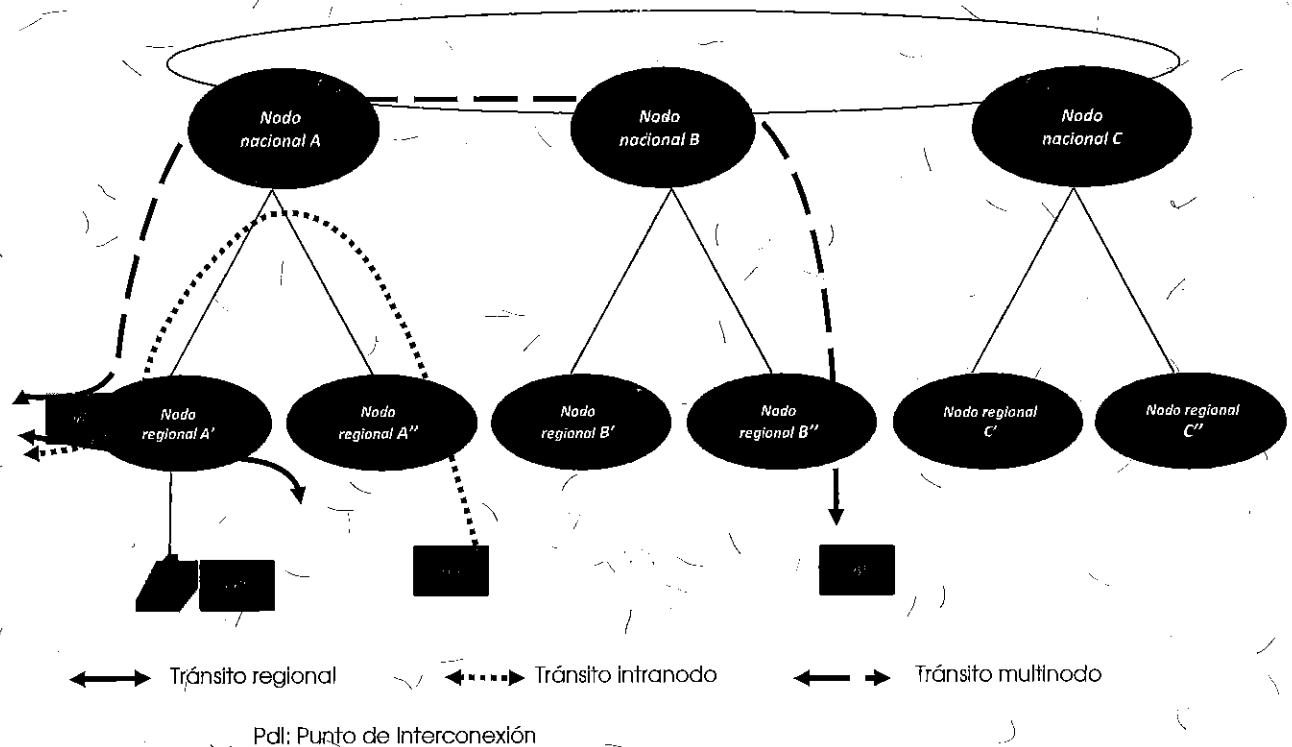 Nodo
nacional A
Nodo
nacional B
Nodo
nacional C
Nodo
regional A'
Nodo
regional A''
Nodo
regional B'
Nodo
regional B''
Nodo regional
C'
Nodo regional
C''
Tránsito regional
Tránsito intranodo
Tránsito multinodo
PdI: Punto de Interconexión